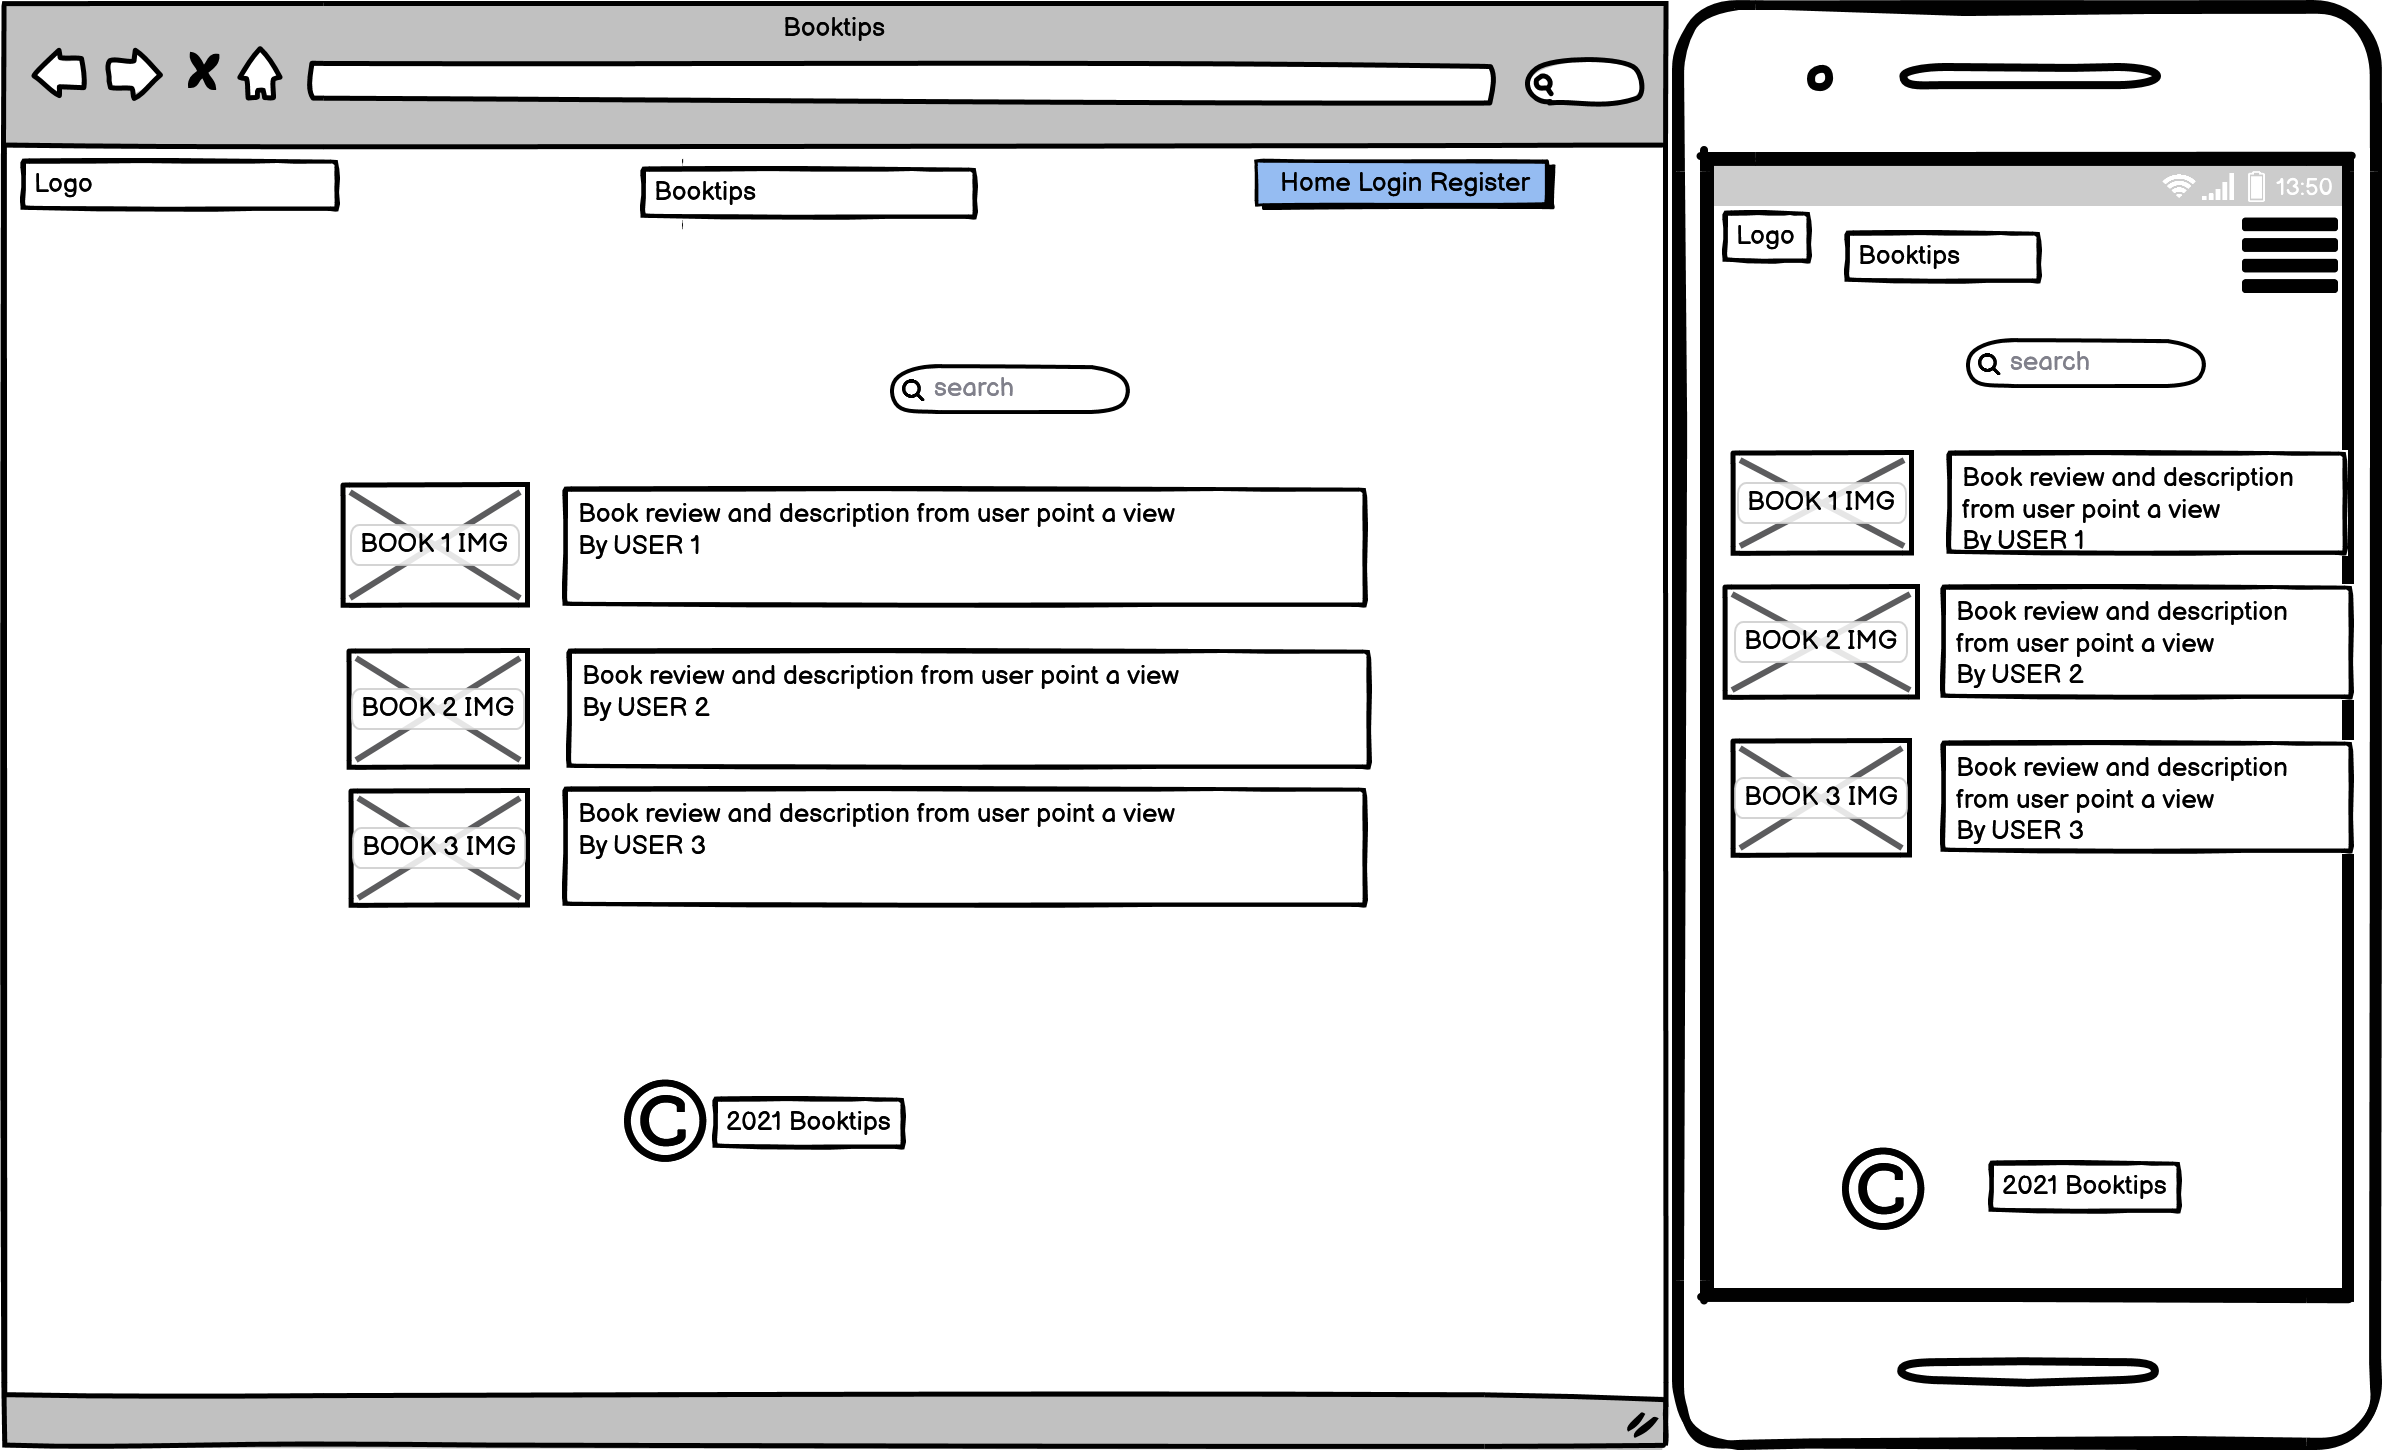 Booktips
Logo
Booktips
Home Login Register
search
BOOK 1 IMG
Book review and description from user point a view
By USER 1
BOOK 2 IMG
Book review and description from user point a view
By USER 2
BOOK 3 IMG
Book review and description from user point a view
By USER 3
© 2021 Booktips
13:50
Logo
Booktips
search
BOOK 1 IMG
Book review and description
from user point a view
By USER 1
BOOK 2 IMG
Book review and description
from user point a view
By USER 2
BOOK 3 IMG
Book review and description
from user point a view
By USER 3
© 2021 Booktips